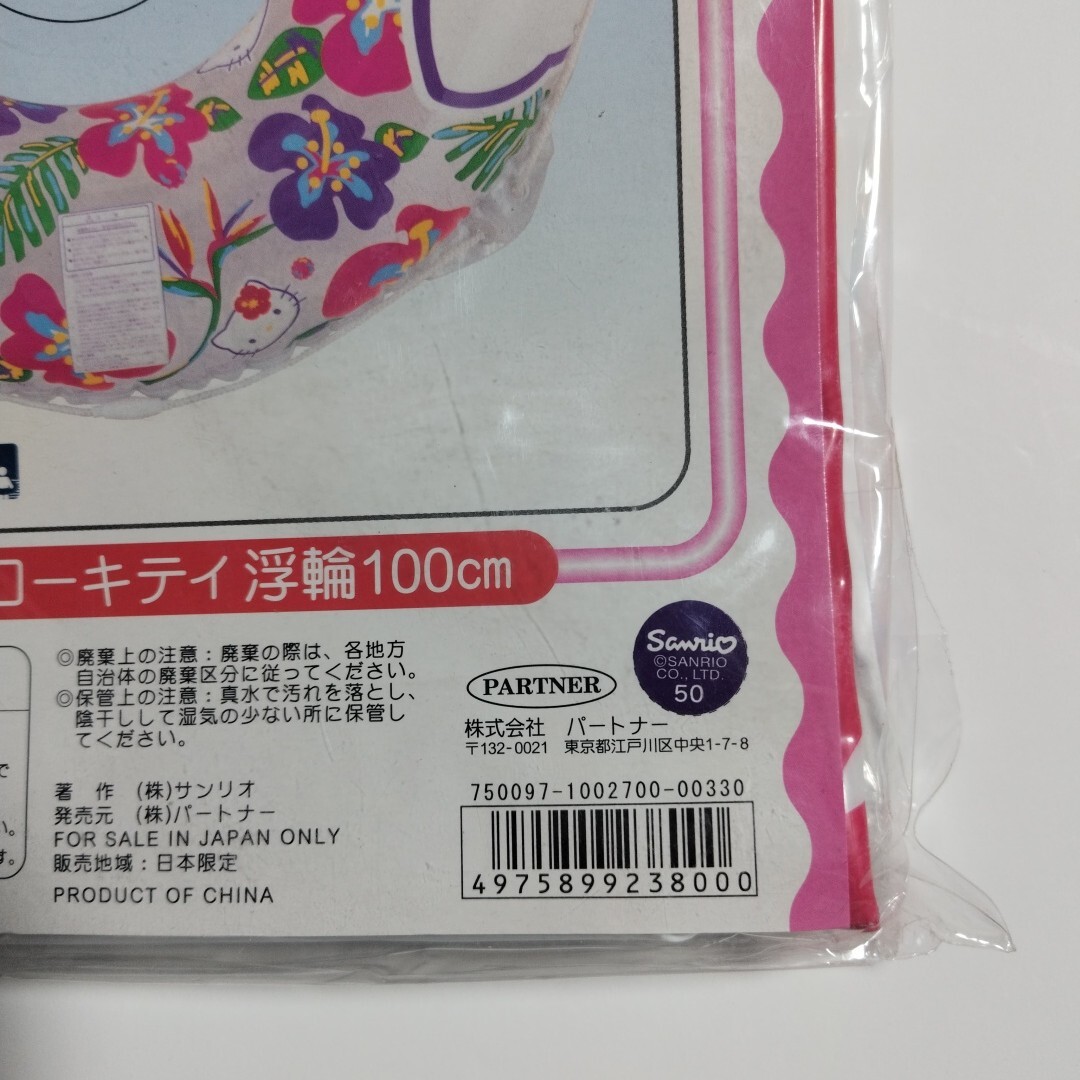 ローキティ 浮輪100cm
◎廃棄上の注意：廃棄の際は、各地方
自治体の廃棄区分に従ってください。
◎保管上の注意：真水で汚れを落とし、
陰干しして湿気の少ない所に保管し
てください。
で
い。
す。
著　作　(株)サンリオ
発売元　(株)パートナー
FOR SALE IN JAPAN ONLY
販売地域：日本限定
PRODUCT OF CHINA
PARTNER
株式会社　パートナー
〒132-0021　東京都江戸川区中央1-7-8
Sanrio
©SANRIO
CO., LTD.
50
750097-1002700-00330
4975899238000